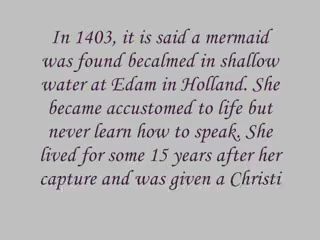 In 1403, it is said a mermaid
was found becalmed in shallow
water at Edam in Holland. She
became accustomed to life but
never learn how to speak. She
lived for some 15 years after her
capture and was given a Christi